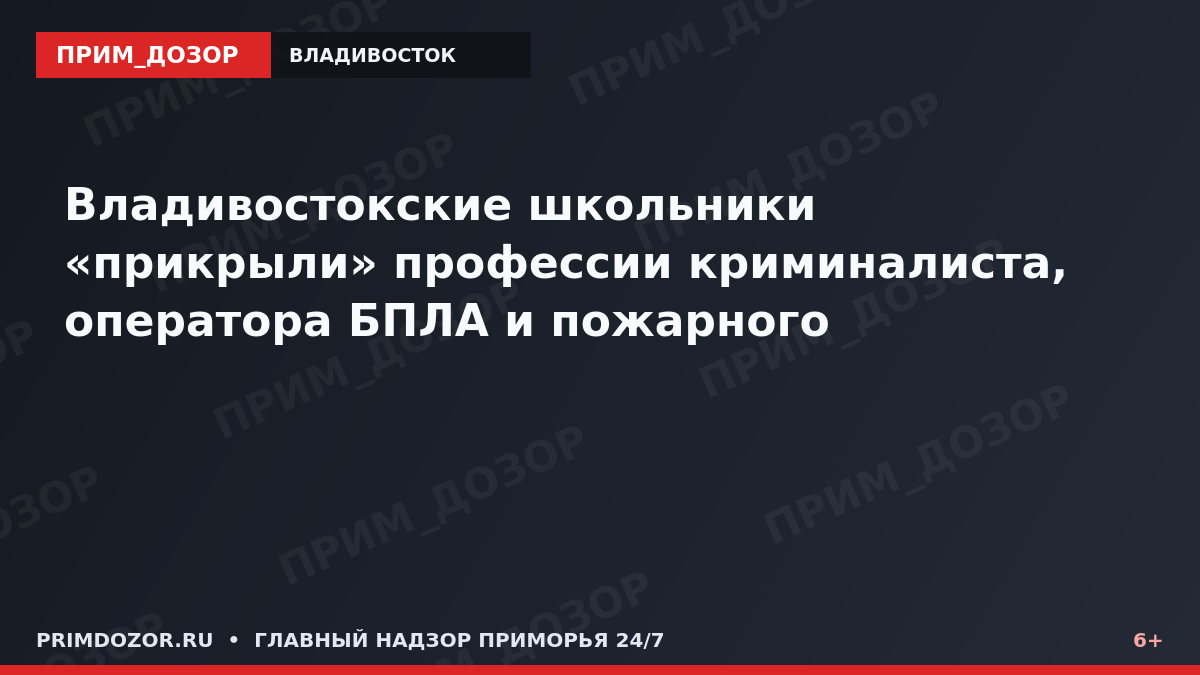 ПРИМ_ДОЗОР
ВЛАДИВОСТОК
Владивостокские школьники
«прикрыли» профессии криминалиста,
оператора БПЛА и пожарного
PRIMDOZOR.RU • ГЛАВНЫЙ НАДЗОР ПРИМОРЬЯ 24/7
6+